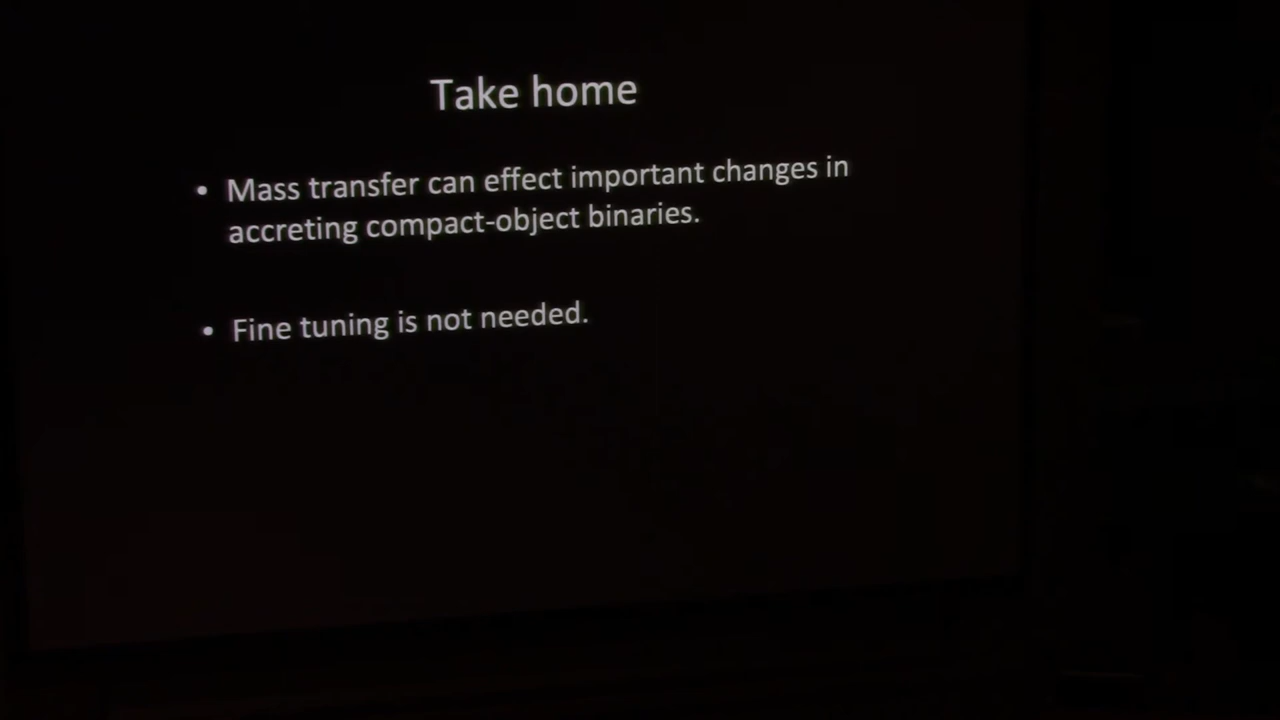 Take home
• Mass transfer can effect important changes in
accreting compact-object binaries.
• Fine tuning is not needed.